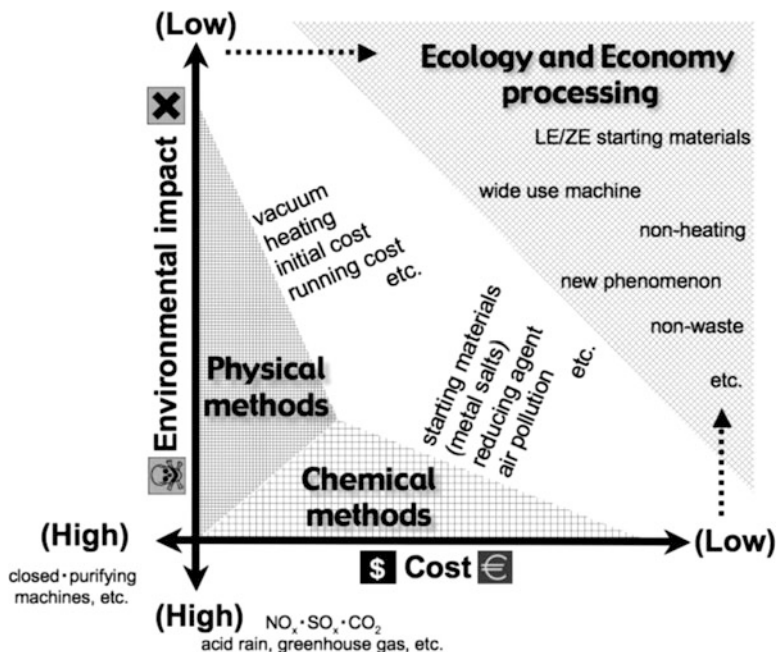 (Low)
Ecology and Economy
processing
LE/ZE starting materials
wide use machine
non-heating
new phenomenon
non-waste
etc.
Environmental impact
vacuum
heating
initial cost
running cost
etc.
starting materials
(metal salts)
reducing agent
air pollution
etc.
Physical
methods
Chemical
methods
(High)
closed・purifying
machines, etc.
$ Cost €
(Low)
(High)
NOₓ・SOₓ・CO₂
acid rain, greenhouse gas, etc.